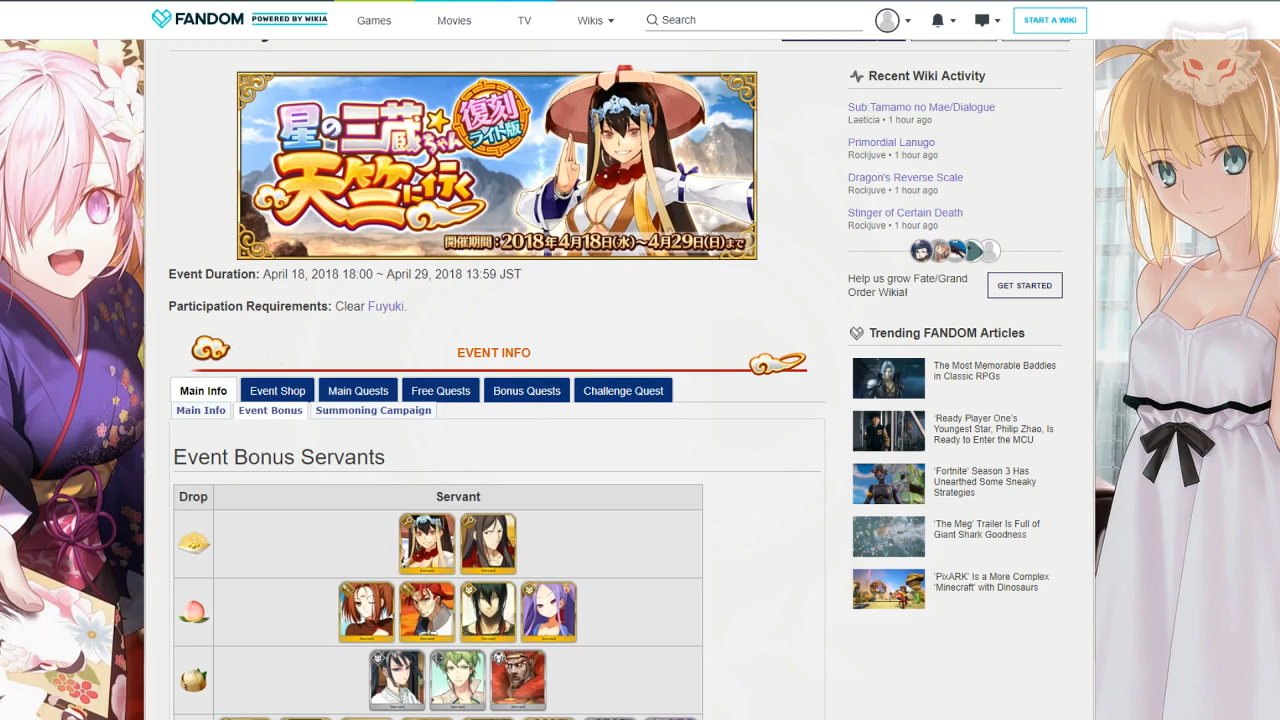 FANDOM POWERED BY WIKIA
Games
Movies
TV
Wikis
Search
START A WIKI
星の三蔵ちゃん
天竺に行く
復刻
ライト版
開催期間:2018年4月18日(水)~4月29日(日)まで
Event Duration: April 18, 2018 18:00 ~ April 29, 2018 13:59 JST
Participation Requirements: Clear Fuyuki.
EVENT INFO
Main Info
Event Shop
Main Quests
Free Quests
Bonus Quests
Challenge Quest
Main Info
Event Bonus
Summoning Campaign
Event Bonus Servants
Drop
Servant
Recent Wiki Activity
Sub:Tamamo no Mae/Dialogue
Laeticia • 1 hour ago
Primordial Lanugo
Rockjuve • 1 hour ago
Dragon's Reverse Scale
Rockjuve • 1 hour ago
Stinger of Certain Death
Rockjuve • 1 hour ago
Help us grow Fate/Grand
Order Wikia!
GET STARTED
Trending FANDOM Articles
The Most Memorable Baddies
in Classic RPGs
'Ready Player One's
Youngest Star, Philip Zhao, Is
Ready to Enter the MCU
'Fortnite' Season 3 Has
Unearthed Some Sneaky
Strategies
'The Meg' Trailer Is Full of
Giant Shark Goodness
'PixARK' Is a More Complex
'Minecraft' with Dinosaurs